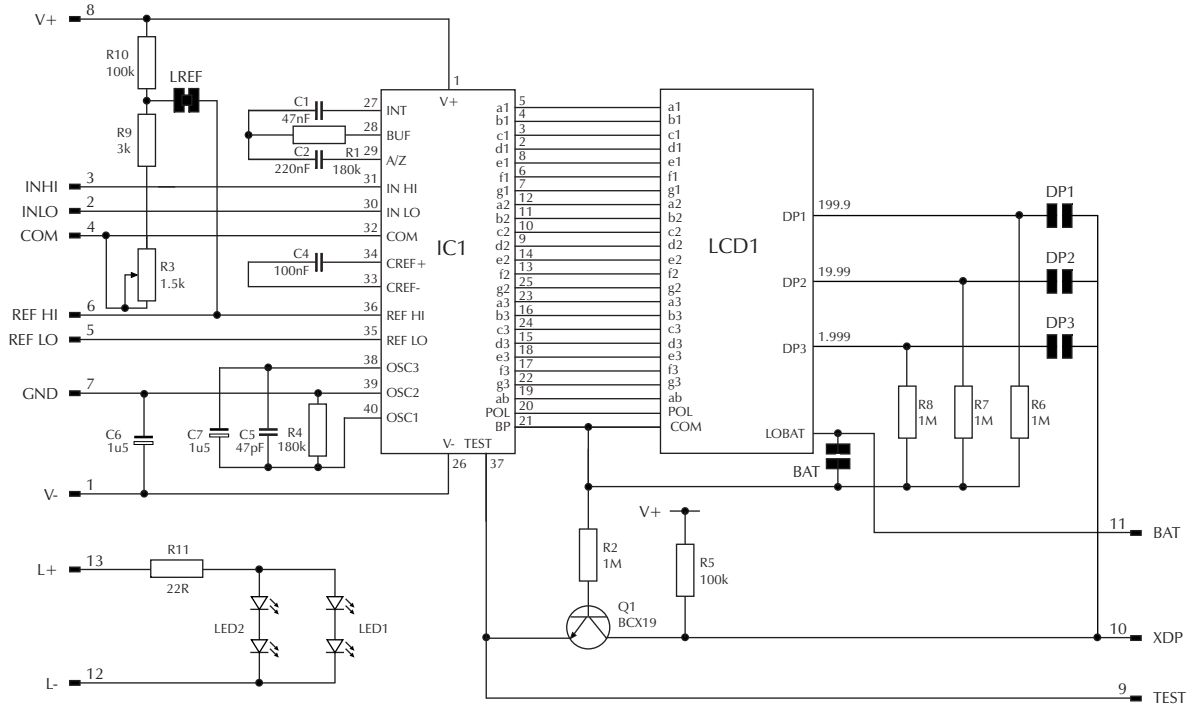 V+ 8
R10
100k
LREF
R9
3k
INHI 3
INLO 2
COM 4
R3
1.5k
REF HI 6
REF LO 5
GND 7
C6
1u5
C7
1u5
C5
47pF
R4
180k
V- 1
C1
47nF
C2
220nF
R1
180k
C4
100nF
1
V+
27 INT
28 BUF
29 A/Z
31 IN HI
30 IN LO
32 COM
34 CREF+
33 CREF-
36 REF HI
35 REF LO
38 OSC3
39 OSC2
40 OSC1
V- TEST
26 37
IC1
a1 5 a1
b1 4 b1
c1 3 c1
d1 2 d1
e1 8 e1
f1 6 f1
g1 7 g1
a2 12 a2
b2 11 b2
c2 10 c2
d2 9 d2
e2 14 e2
f2 13 f2
g2 25 g2
a3 23 a3
b3 16 b3
c3 24 c3
d3 15 d3
e3 18 e3
f3 17 f3
g3 22 g3
ab 19 ab
POL 20 POL
BP 21 COM
LCD1
DP1 199.9
DP2 19.99
DP3 1.999
LOBAT
DP1
DP2
DP3
R8
1M
R7
1M
R6
1M
BAT
V+
R2
1M
R5
100k
Q1
BCX19
11 BAT
10 XDP
9 TEST
L+ 13
R11
22R
LED2
LED1
L- 12